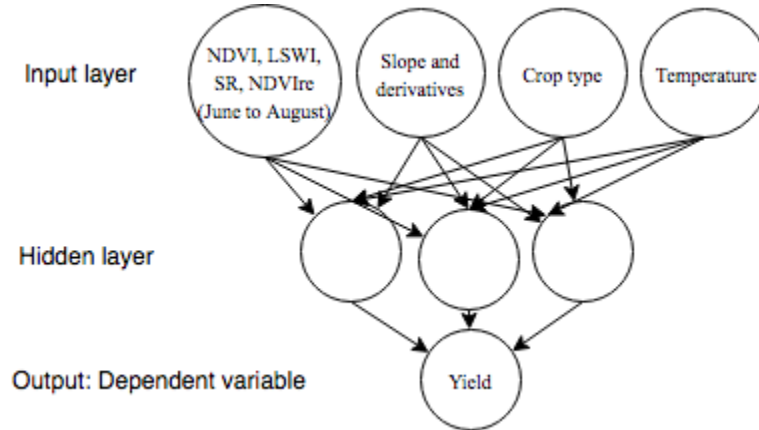 Input layer
NDVI, LSWI,
SR, NDVIre
(June to August)
Slope and
derivatives
Crop type
Temperature
Hidden layer
Output: Dependent variable
Yield